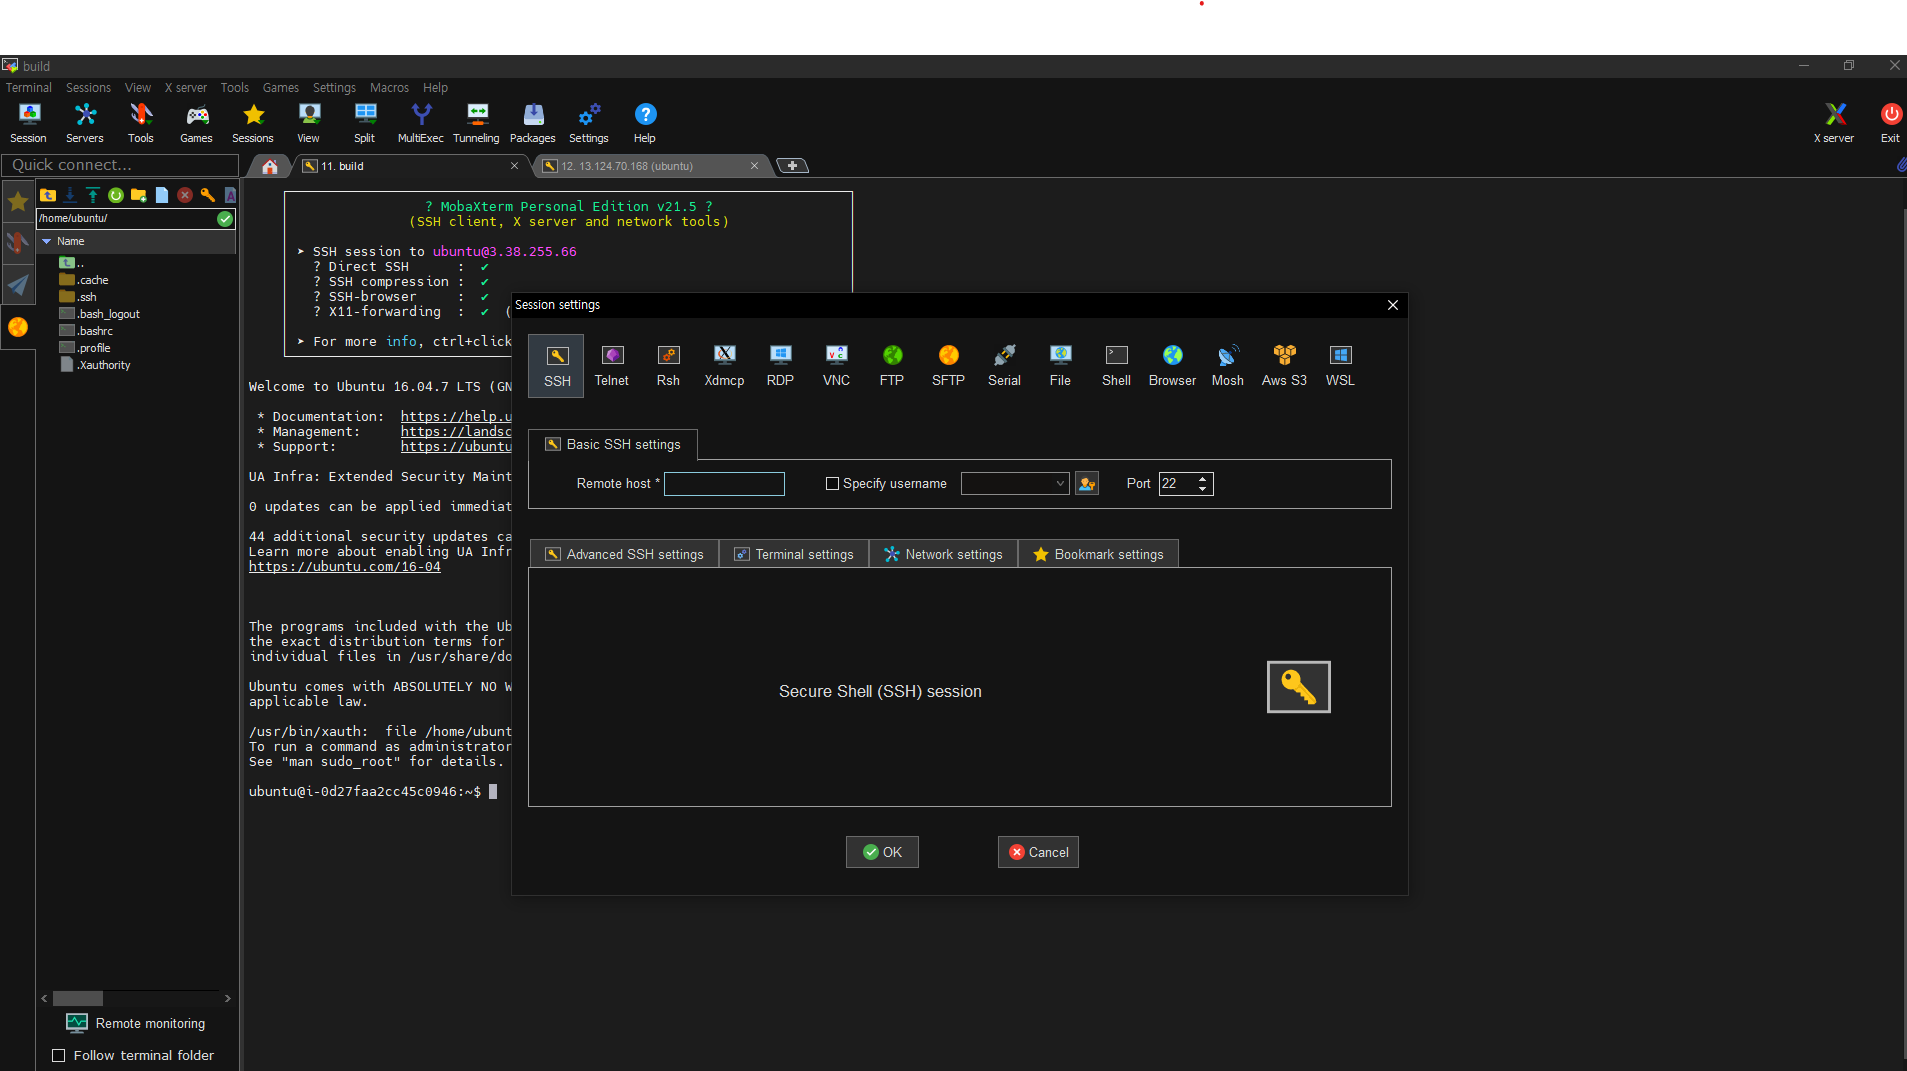 build
Terminal Sessions View X server Tools Games Settings Macros Help
Session Servers Tools Games Sessions View Split MultiExec Tunneling Packages Settings Help X server Exit
Quick connect... 11. build 12. 13.124.70.168 (ubuntu)
/home/ubuntu/
Name
..
.cache
.ssh
.bash_logout
.bashrc
.profile
.Xauthority
Remote monitoring
Follow terminal folder
? MobaXterm Personal Edition v21.5 ?
(SSH client, X server and network tools)
➤ SSH session to ubuntu@3.38.255.66
? Direct SSH : ✔
? SSH compression : ✔
? SSH-browser : ✔
? X11-forwarding : ✔ (
➤ For more info, ctrl+click
Welcome to Ubuntu 16.04.7 LTS (GN
* Documentation: https://help.u
* Management: https://landsc
* Support: https://ubuntu
UA Infra: Extended Security Maint
0 updates can be applied immediat
44 additional security updates ca
Learn more about enabling UA Infr
https://ubuntu.com/16-04
The programs included with the Ub
the exact distribution terms for
individual files in /usr/share/do
Ubuntu comes with ABSOLUTELY NO W
applicable law.
/usr/bin/xauth: file /home/ubunt
To run a command as administrator
See "man sudo_root" for details.
ubuntu@i-0d27faa2cc45c0946:~$
Session settings
SSH Telnet Rsh Xdmcp RDP VNC FTP SFTP Serial File Shell Browser Mosh Aws S3 WSL
Basic SSH settings
Remote host * Specify username Port 22
Advanced SSH settings Terminal settings Network settings Bookmark settings
Secure Shell (SSH) session
OK Cancel